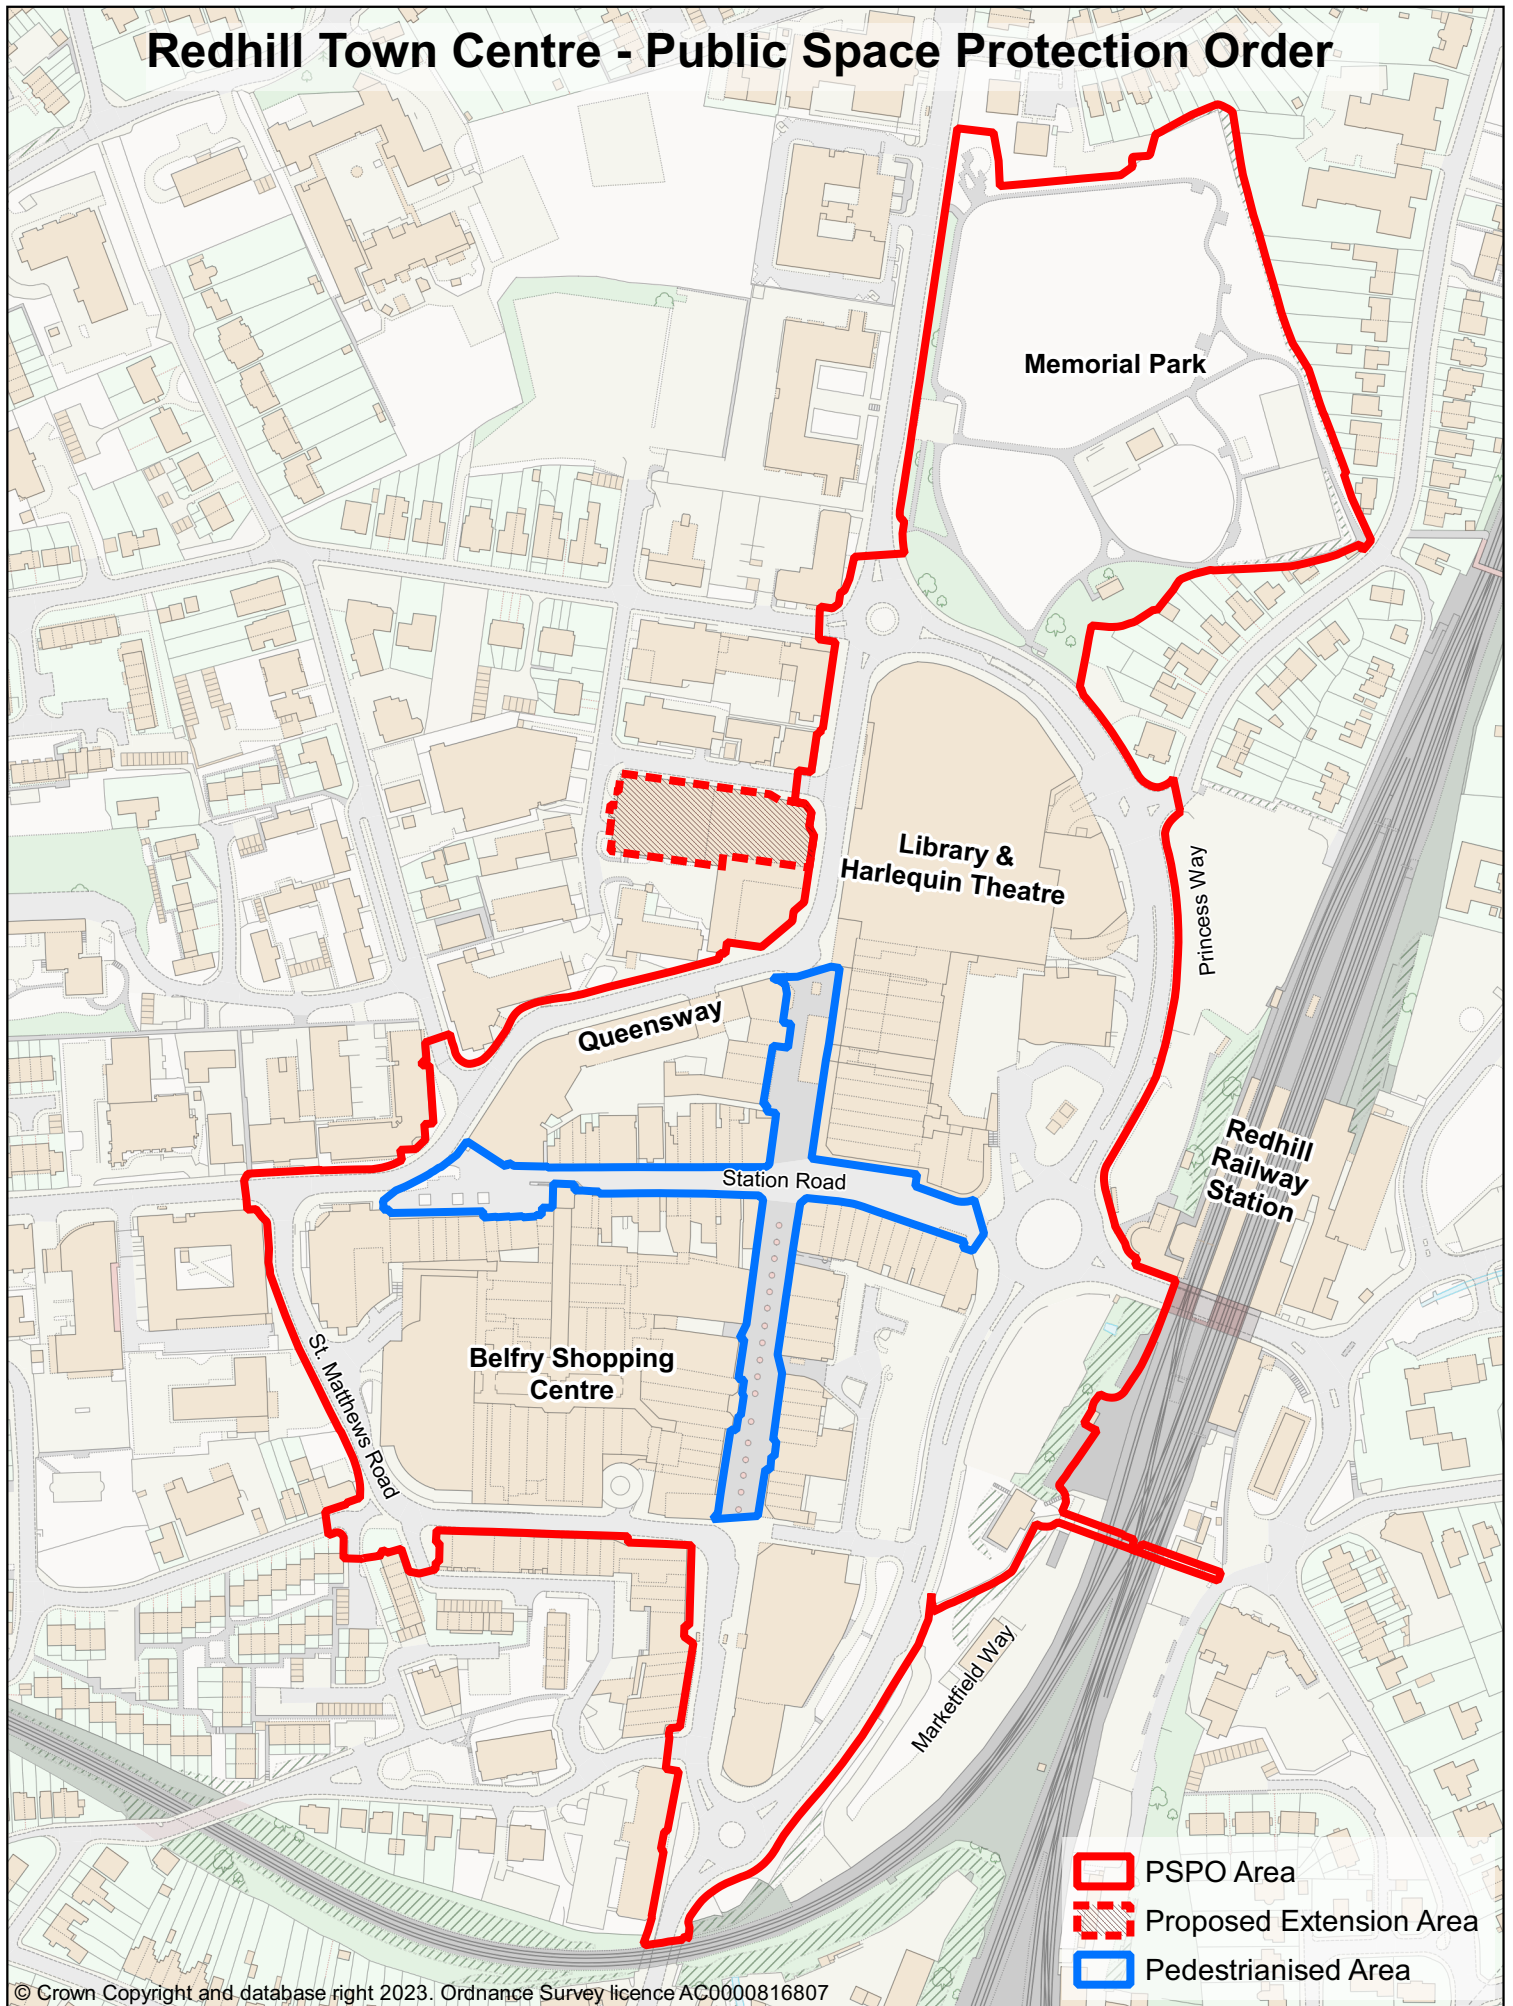 Redhill Town Centre - Public Space Protection Order
Memorial Park
Library &
Harlequin Theatre
Princess Way
Queensway
Redhill
Railway
Station
Station Road
Belfry Shopping
Centre
St. Matthews Road
Marketfield Way
PSPO Area
Proposed Extension Area
Pedestrianised Area
© Crown Copyright and database right 2023. Ordnance Survey licence AC0000816807